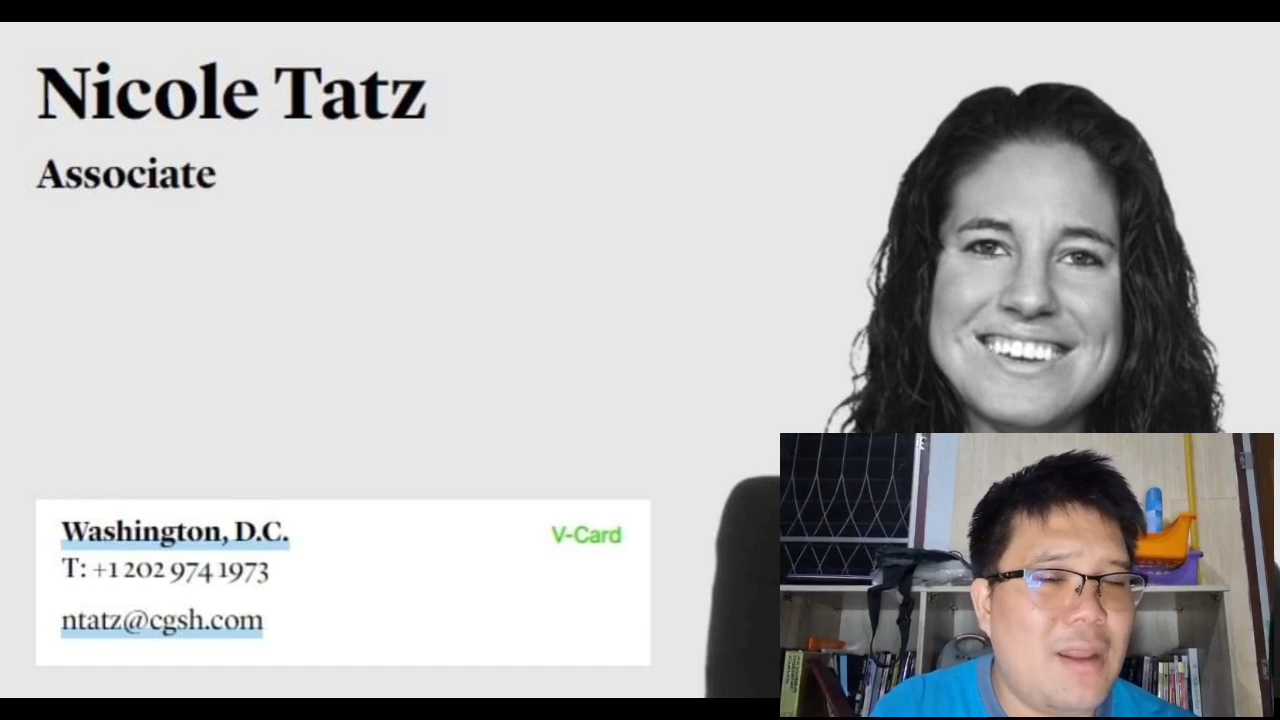 Nicole Tatz
Associate
Washington, D.C.
V-Card
T: +1 202 974 1973
ntatz@cgsh.com